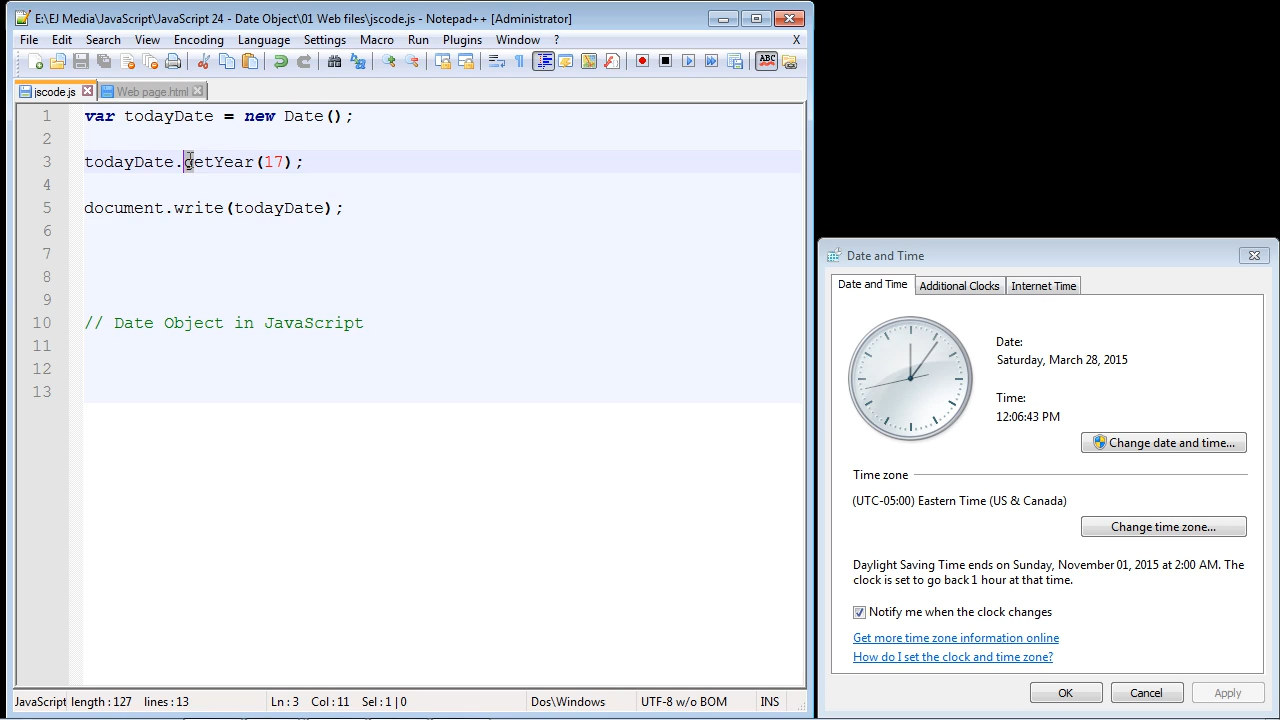 E:\EJ Media\JavaScript\JavaScript 24 - Date Object\01 Web files\jscode.js - Notepad++ [Administrator]
File Edit Search View Encoding Language Settings Macro Run Plugins Window ? X
ABC
jscode.js Web page.html
1 var todayDate = new Date();
2
3 todayDate.getYear(17);
4
5 document.write(todayDate);
6
7
8
9
10 // Date Object in JavaScript
11
12
13
JavaScript length : 127 lines : 13 Ln : 3 Col : 11 Sel : 1 | 0 Dos\Windows UTF-8 w/o BOM INS
Date and Time
Date and Time Additional Clocks Internet Time
Date:
Saturday, March 28, 2015
Time:
12:06:43 PM
Change date and time...
Time zone
(UTC-05:00) Eastern Time (US & Canada)
Change time zone...
Daylight Saving Time ends on Sunday, November 01, 2015 at 2:00 AM. The
clock is set to go back 1 hour at that time.
Notify me when the clock changes
Get more time zone information online
How do I set the clock and time zone?
OK Cancel Apply